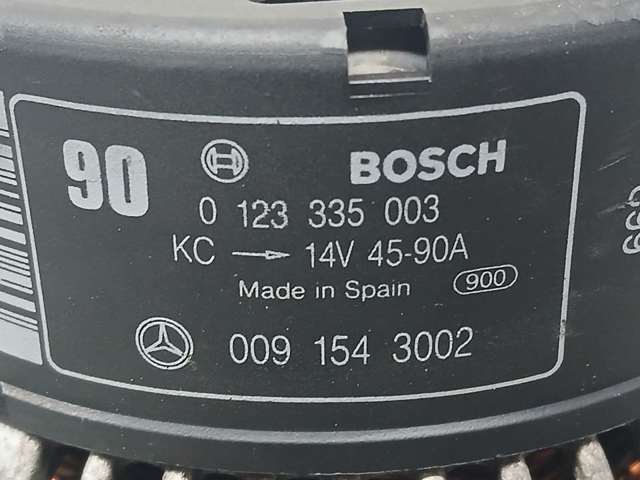 90 BOSCH
0 123 335 003
KC → 14V 45-90A
Made in Spain 900
009 154 3002